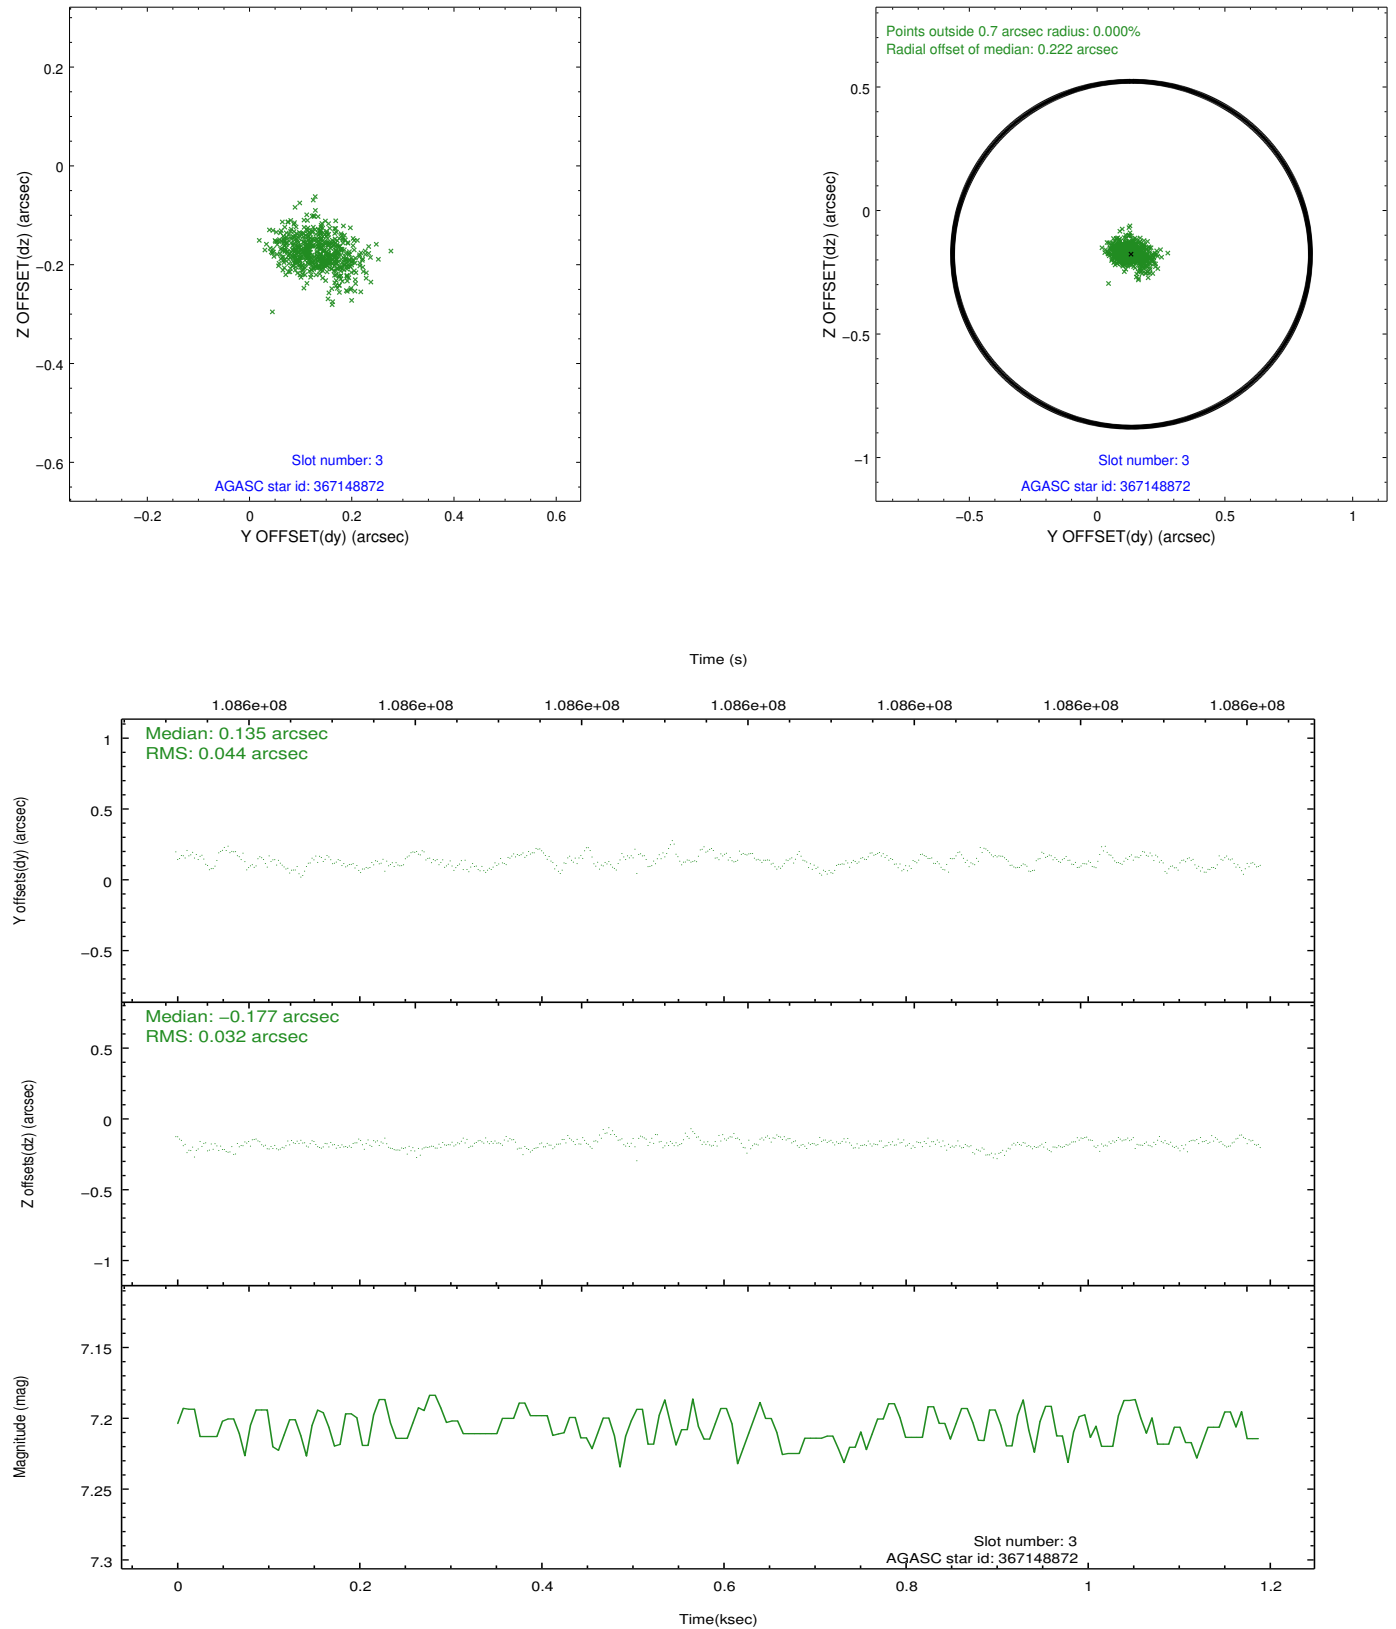 0.2
0
−0.2
−0.4
−0.6
Z OFFSET(dz) (arcsec)
Slot number: 3
AGASC star id: 367148872
−0.2 0 0.2 0.4 0.6
Y OFFSET(dy) (arcsec)
Points outside 0.7 arcsec radius: 0.000%
Radial offset of median: 0.222 arcsec
0.5
0
−0.5
−1
Z OFFSET(dz) (arcsec)
Slot number: 3
AGASC star id: 367148872
−0.5 0 0.5 1
Y OFFSET(dy) (arcsec)
Time (s)
1.086e+08 1.086e+08 1.086e+08 1.086e+08 1.086e+08 1.086e+08 1.086e+08
Median: 0.135 arcsec
RMS: 0.044 arcsec
1
0.5
0
−0.5
Y offsets(dy) (arcsec)
Median: −0.177 arcsec
RMS: 0.032 arcsec
0.5
0
−0.5
−1
Z offsets(dz) (arcsec)
7.15
7.2
7.25
7.3
Magnitude (mag)
Slot number: 3
AGASC star id: 367148872
0 0.2 0.4 0.6 0.8 1 1.2
Time(ksec)